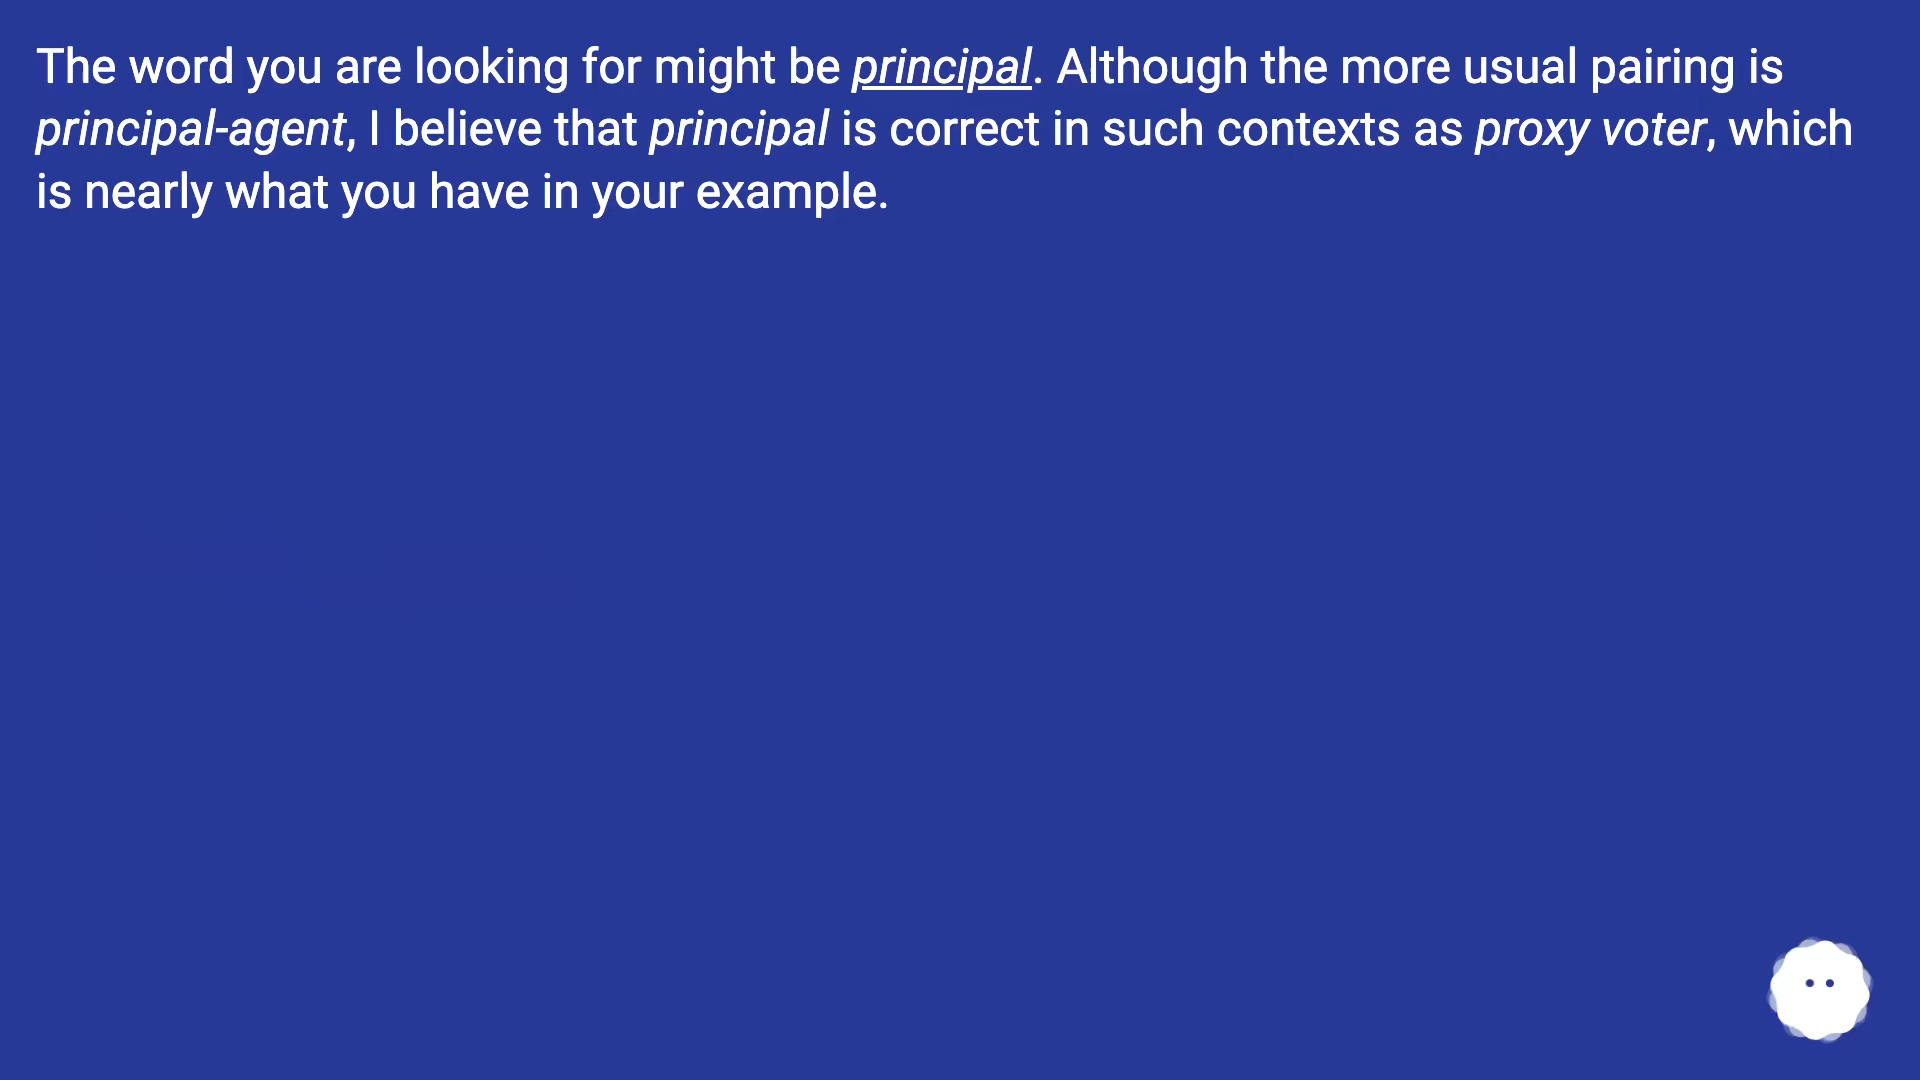 The word you are looking for might be principal. Although the more usual pairing is
principal-agent, I believe that principal is correct in such contexts as proxy voter, which
is nearly what you have in your example.